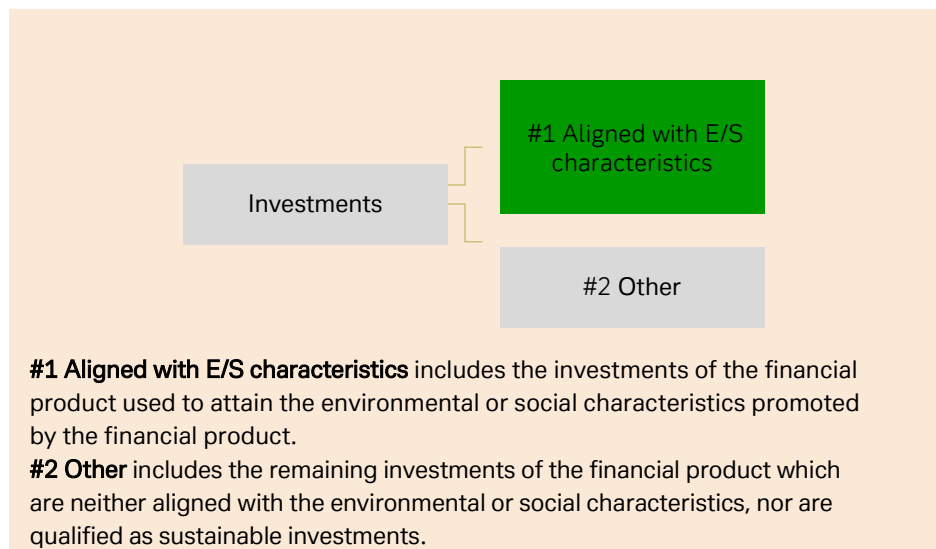 #1 Aligned with E/S
characteristics
Investments
#2 Other
#1 Aligned with E/S characteristics includes the investments of the financial
product used to attain the environmental or social characteristics promoted
by the financial product.
#2 Other includes the remaining investments of the financial product which
are neither aligned with the environmental or social characteristics, nor are
qualified as sustainable investments.